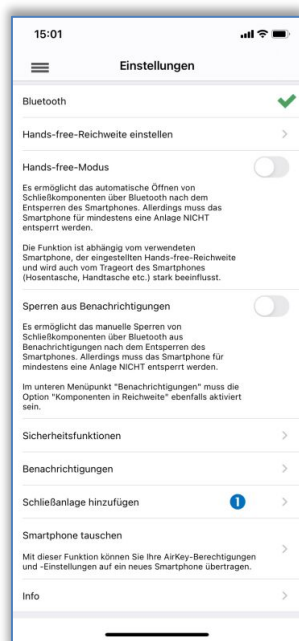 15:01
Einstellungen
Bluetooth
Hands-free-Reichweite einstellen
Hands-free-Modus
Es ermöglicht das automatische Öffnen von
Schließkomponenten über Bluetooth nach dem
Entsperren des Smartphones. Allerdings muss das
Smartphone für mindestens eine Anlage NICHT
entsperrt werden.
Die Funktion ist abhängig vom verwendeten
Smartphone, der eingestellten Hands-free-Reichweite
und wird auch vom Trageort des Smartphones
(Hosentasche, Handtasche etc.) stark beeinflusst.
Sperren aus Benachrichtigungen
Es ermöglicht das manuelle Sperren von
Schließkomponenten über Bluetooth aus
Benachrichtigungen nach dem Entsperren des
Smartphones. Allerdings muss das Smartphone für
mindestens eine Anlage NICHT entsperrt werden.
Im unteren Menüpunkt "Benachrichtigungen" muss die
Option "Komponenten in Reichweite" ebenfalls aktiviert
sein.
Sicherheitsfunktionen
Benachrichtigungen
Schließanlage hinzufügen 1
Smartphone tauschen
Mit dieser Funktion können Sie Ihre AirKey-Berechtigungen
und -Einstellungen auf ein neues Smartphone übertragen.
Info